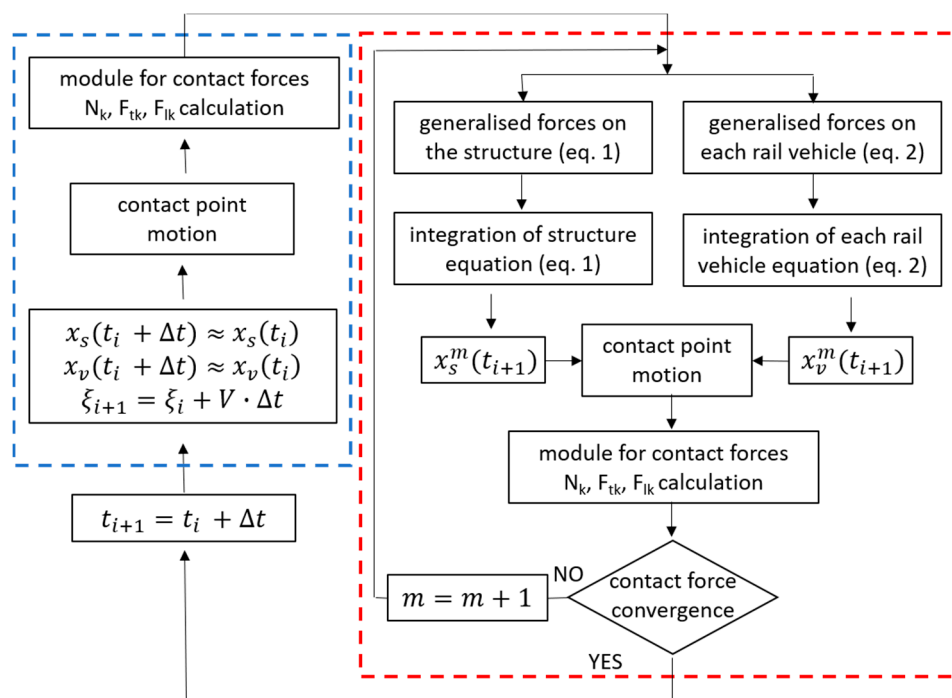 module for contact forces
Nₖ, Fₜₖ, Fₗₖ calculation
contact point
motion
xₛ(tᵢ + Δt) ≈ xₛ(tᵢ)
xᵥ(tᵢ + Δt) ≈ xᵥ(tᵢ)
ξᵢ₊₁ = ξᵢ + V · Δt
tᵢ₊₁ = tᵢ + Δt
generalised forces on
the structure (eq. 1)
generalised forces on
each rail vehicle (eq. 2)
integration of structure
equation (eq. 1)
integration of each rail
vehicle equation (eq. 2)
xₛᵐ(tᵢ₊₁)
contact point
motion
xᵥᵐ(tᵢ₊₁)
module for contact forces
Nₖ, Fₜₖ, Fₗₖ calculation
contact force
convergence
NO
m = m + 1
YES